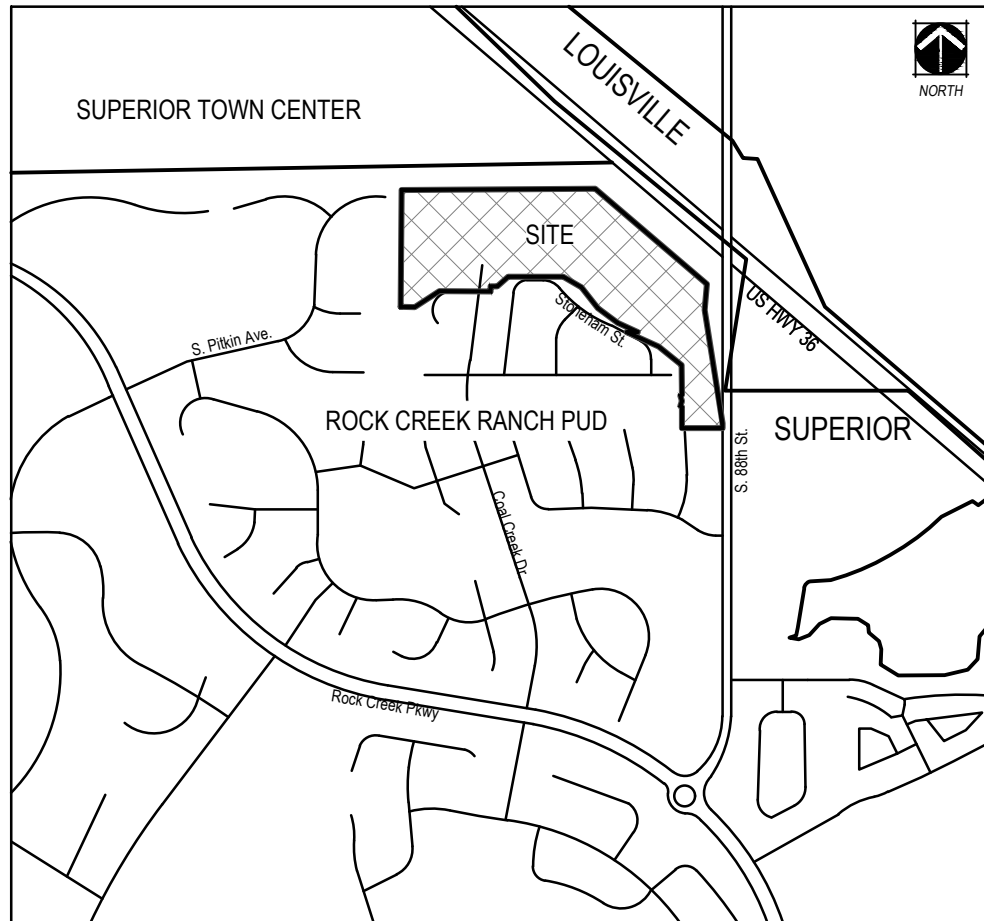 LOUISVILLE
NORTH
SUPERIOR TOWN CENTER
SITE
Stoneham St.
US HWY 36
S. Pitkin Ave.
ROCK CREEK RANCH PUD
SUPERIOR
S. 88th St.
Coal Creek Dr
Rock Creek Pkwy